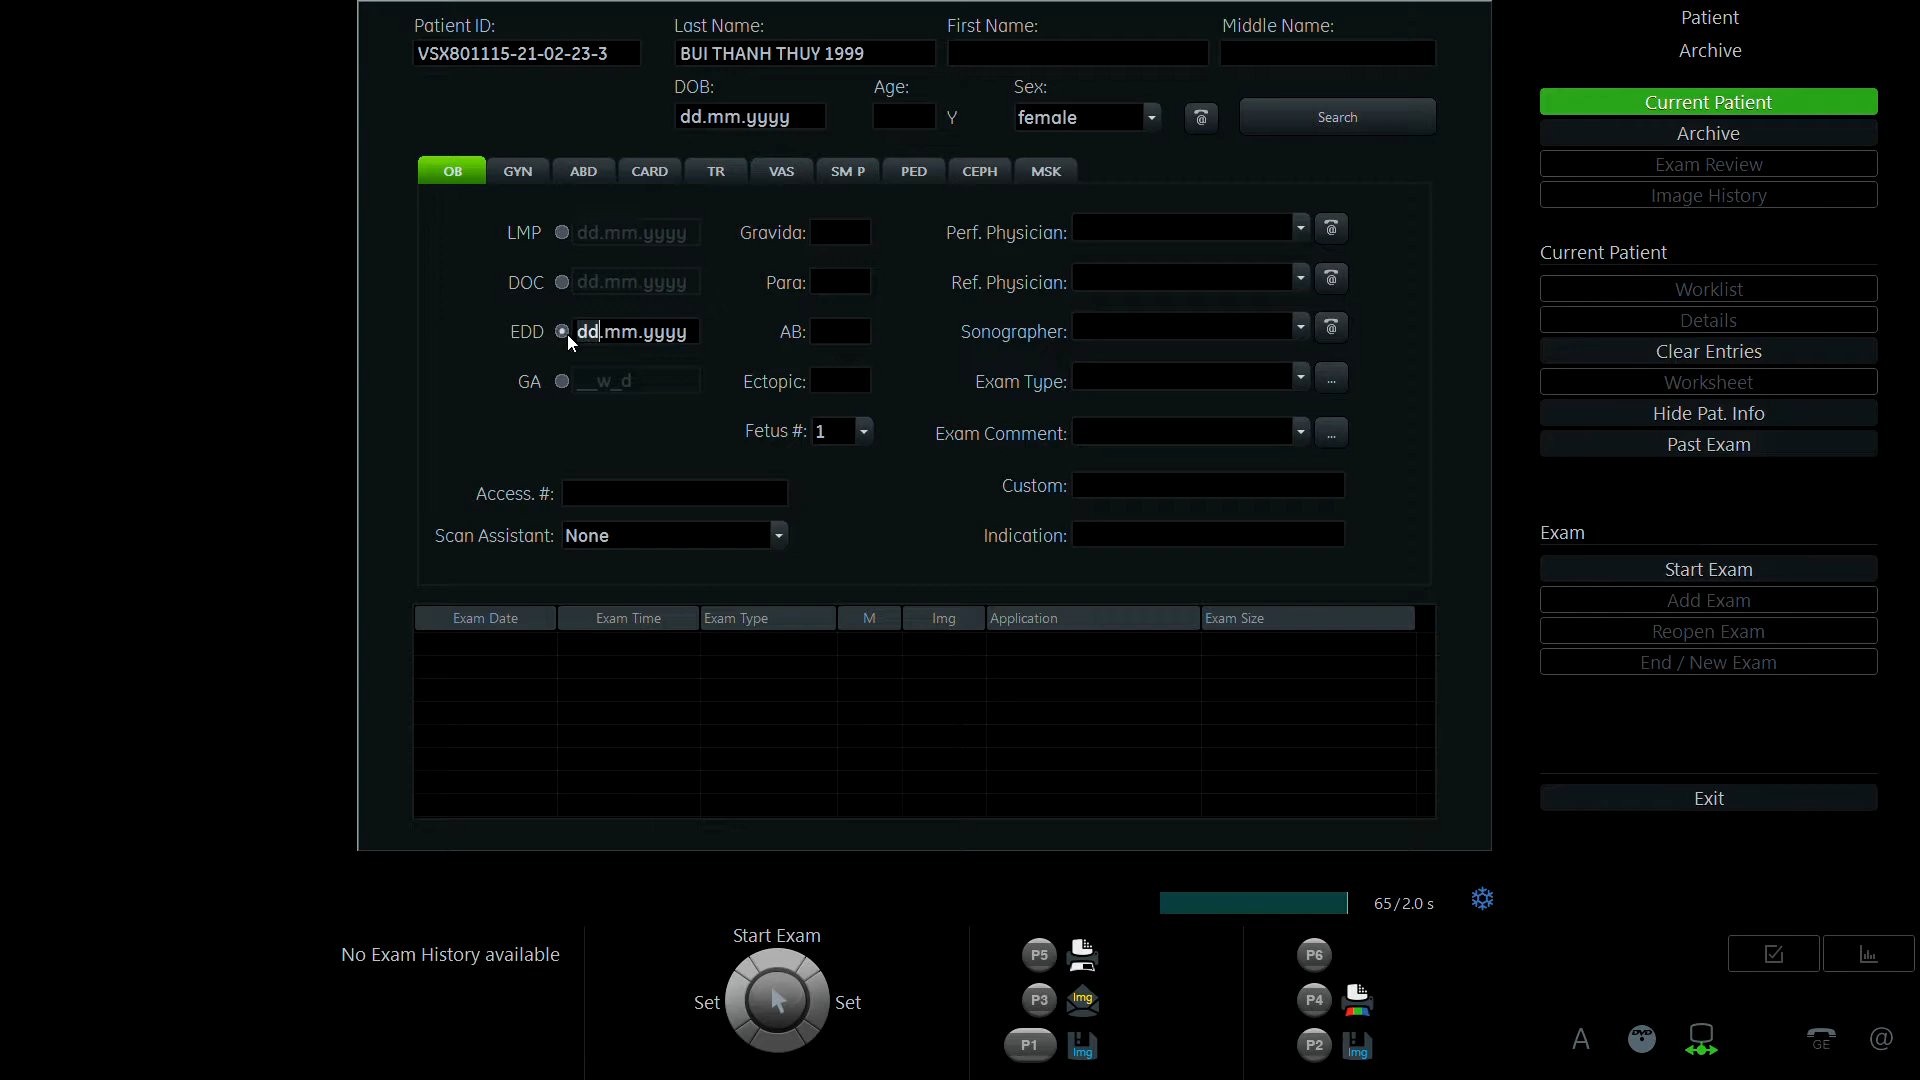 Patient ID: Last Name: First Name: Middle Name:
VSX801115-21-02-23-3 BUI THANH THUY 1999
DOB: Age: Sex:
dd.mm.yyyy Y female @ Search
OB GYN ABD CARD TR VAS SM P PED CEPH MSK
LMP dd.mm.yyyy Gravida: Perf. Physician: @
DOC dd.mm.yyyy Para: Ref. Physician: @
EDD dd.mm.yyyy AB: Sonographer: @
GA __w_d Ectopic: Exam Type: ...
Fetus #: 1 Exam Comment: ...
Access. #: Custom:
Scan Assistant: None Indication:
Exam Date Exam Time Exam Type M Img Application Exam Size
65/2.0 s
No Exam History available
Start Exam
Set Set
P5 P6
P3 Img P4
P1 Img P2 Img
Patient
Archive
Current Patient
Archive
Exam Review
Image History
Current Patient
Worklist
Details
Clear Entries
Worksheet
Hide Pat. Info
Past Exam
Exam
Start Exam
Add Exam
Reopen Exam
End / New Exam
Exit
A DVD GE @